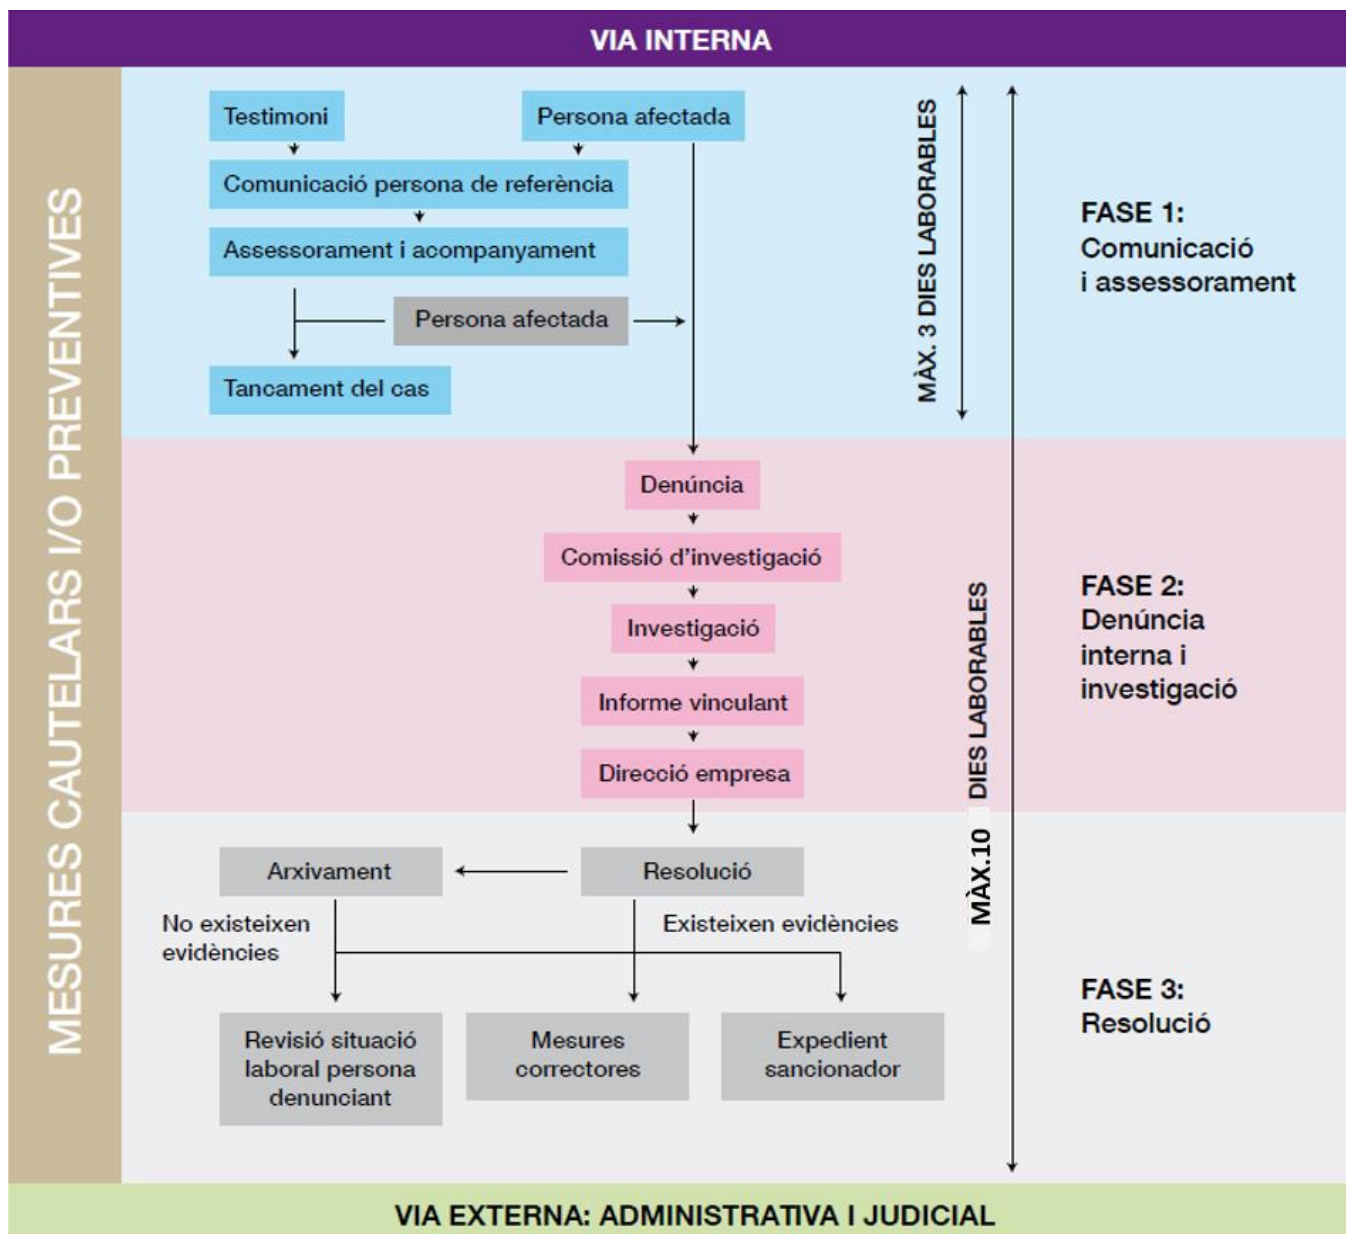 VIA INTERNA
MESURES CAUTELARS I/O PREVENTIVES
Testimoni
Persona afectada
Comunicació persona de referència
Assessorament i acompanyament
Persona afectada
Tancament del cas
MÀX. 3 DIES LABORABLES
FASE 1:
Comunicació
i assessorament
Denúncia
Comissió d'investigació
Investigació
Informe vinculant
Direcció empresa
MÀX.10 DIES LABORABLES
FASE 2:
Denúncia
interna i
investigació
Arxivament
Resolució
No existeixen
evidències
Existeixen evidències
Revisió situació
laboral persona
denunciant
Mesures
correctores
Expedient
sancionador
FASE 3:
Resolució
VIA EXTERNA: ADMINISTRATIVA I JUDICIAL